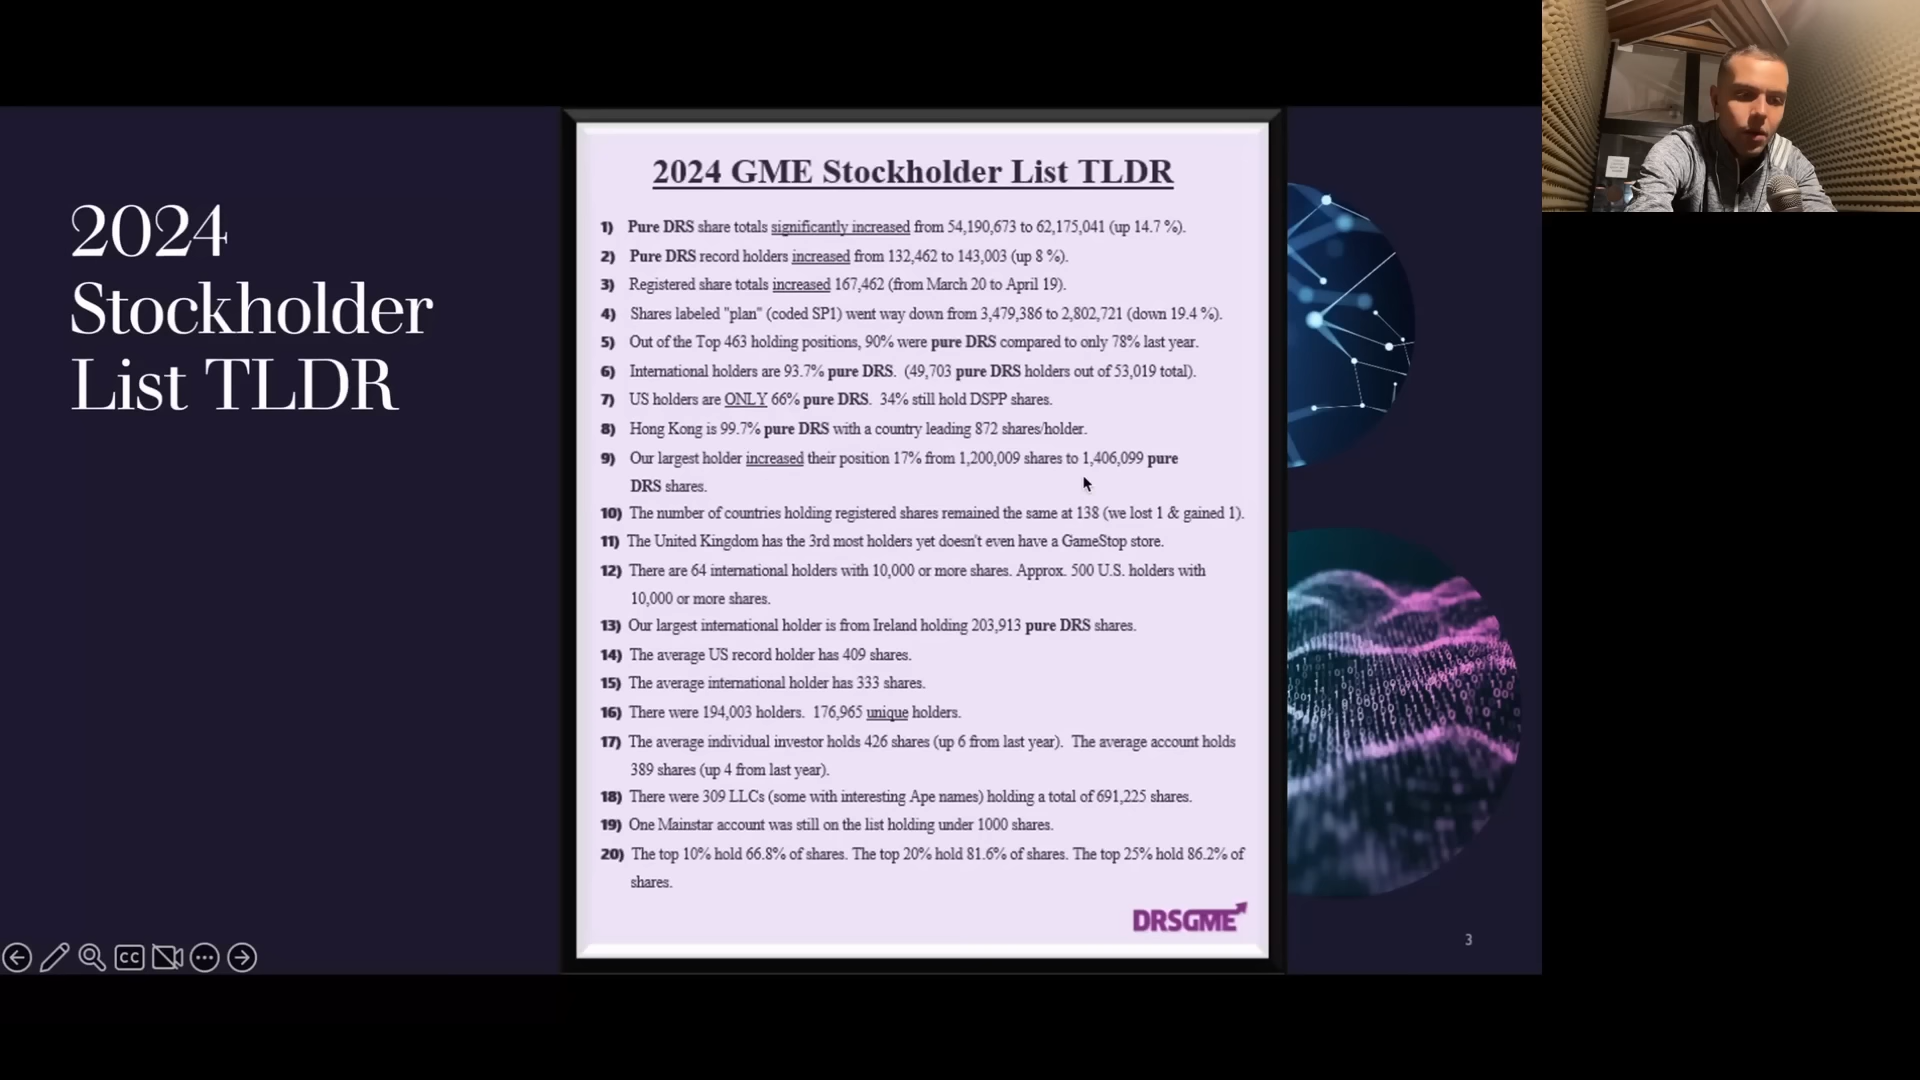 2024
Stockholder
List TLDR
2024 GME Stockholder List TLDR
1) Pure DRS share totals significantly increased from 54,190,673 to 62,175,041 (up 14.7 %).
2) Pure DRS record holders increased from 132,462 to 143,003 (up 8 %).
3) Registered share totals increased 167,462 (from March 20 to April 19).
4) Shares labeled "plan" (coded SP1) went way down from 3,479,386 to 2,802,721 (down 19.4 %).
5) Out of the Top 463 holding positions, 90% were pure DRS compared to only 78% last year.
6) International holders are 93.7% pure DRS. (49,703 pure DRS holders out of 53,019 total).
7) US holders are ONLY 66% pure DRS. 34% still hold DSPP shares.
8) Hong Kong is 99.7% pure DRS with a country leading 872 shares/holder.
9) Our largest holder increased their position 17% from 1,200,009 shares to 1,406,099 pure
DRS shares.
10) The number of countries holding registered shares remained the same at 138 (we lost 1 & gained 1).
11) The United Kingdom has the 3rd most holders yet doesn't even have a GameStop store.
12) There are 64 international holders with 10,000 or more shares. Approx. 500 U.S. holders with
10,000 or more shares.
13) Our largest international holder is from Ireland holding 203,913 pure DRS shares.
14) The average US record holder has 409 shares.
15) The average international holder has 333 shares.
16) There were 194,003 holders. 176,965 unique holders.
17) The average individual investor holds 426 shares (up 6 from last year). The average account holds
389 shares (up 4 from last year).
18) There were 309 LLCs (some with interesting Ape names) holding a total of 691,225 shares.
19) One Mainstar account was still on the list holding under 1000 shares.
20) The top 10% hold 66.8% of shares. The top 20% hold 81.6% of shares. The top 25% hold 86.2% of
shares.
DRSGME
3
CC